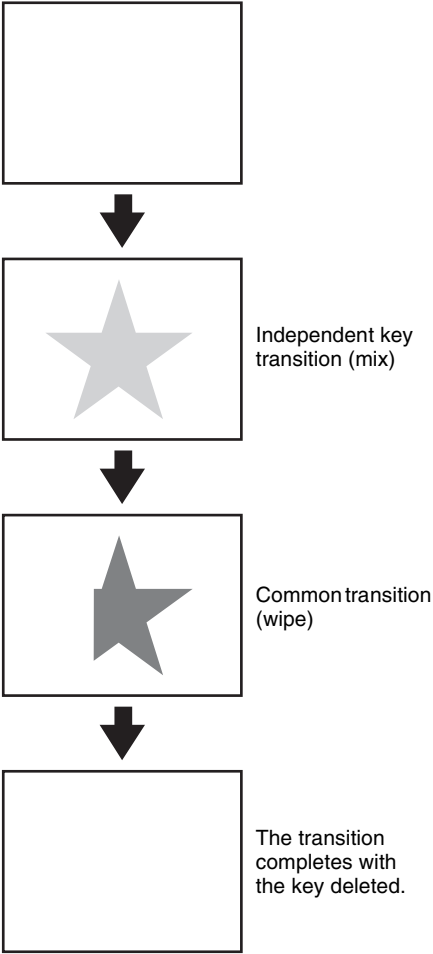 Independent key
transition (mix)
Common transition
(wipe)
The transition
completes with
the key deleted.